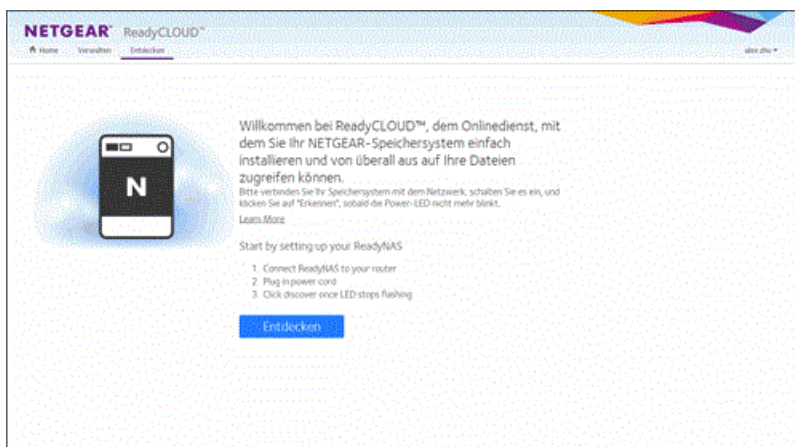 NETGEAR® ReadyCLOUD™
Home Verwalten Entdecken
alex zhu
Willkommen bei ReadyCLOUD™, dem Onlinedienst, mit
dem Sie Ihr NETGEAR-Speichersystem einfach
installieren und von überall aus auf Ihre Dateien
zugreifen können.
Bitte verbinden Sie Ihr Speichersystem mit dem Netzwerk, schalten Sie es ein, und
klicken Sie auf "Erkennen", sobald die Power-LED nicht mehr blinkt.
Learn More
N
Start by setting up your ReadyNAS
1. Connect ReadyNAS to your router
2. Plug in power cord
3. Click discover once LED stops flashing
Entdecken